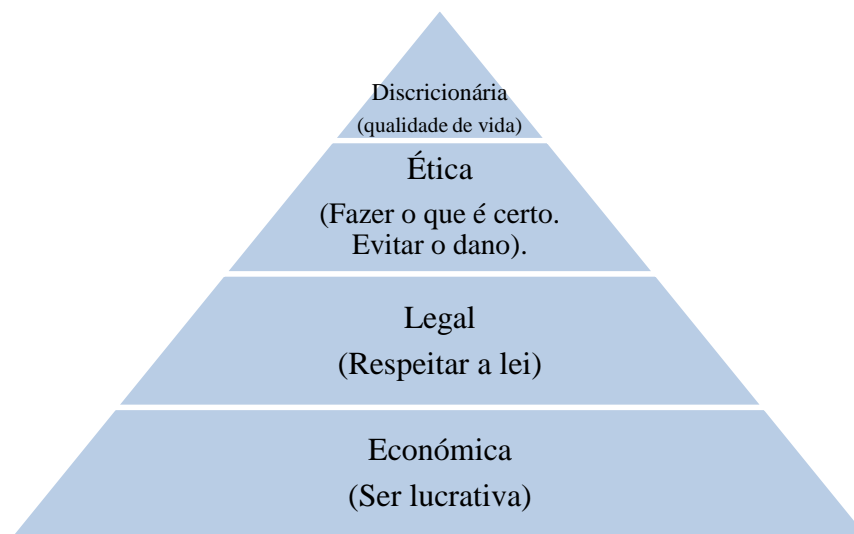 Discricionária
(qualidade de vida)
Ética
(Fazer o que é certo.
Evitar o dano).
Legal
(Respeitar a lei)
Económica
(Ser lucrativa)